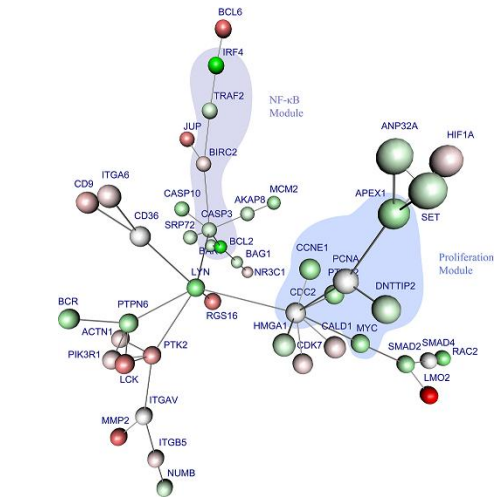 BCL6
IRF4
TRAF2
NF-κB
Module
JUP
BIRC2
ANP32A
HIF1A
APEX1
SET
CD9
ITGA6
CD36
CASP10
AKAP8
MCM2
CASP3
SRP72
BCL2
BAG1
NR3C1
LYN
RGS16
CCNE1
PCNA
Proliferation
Module
CDC2
DNTTIP2
HMGA1
CALD1
MYC
CDK7
SMAD2
SMAD4
RAC2
LMO2
BCR
PTPN6
ACTN1
PIK3R1
LCK
PTK2
ITGAV
MMP2
ITGB5
NUMB